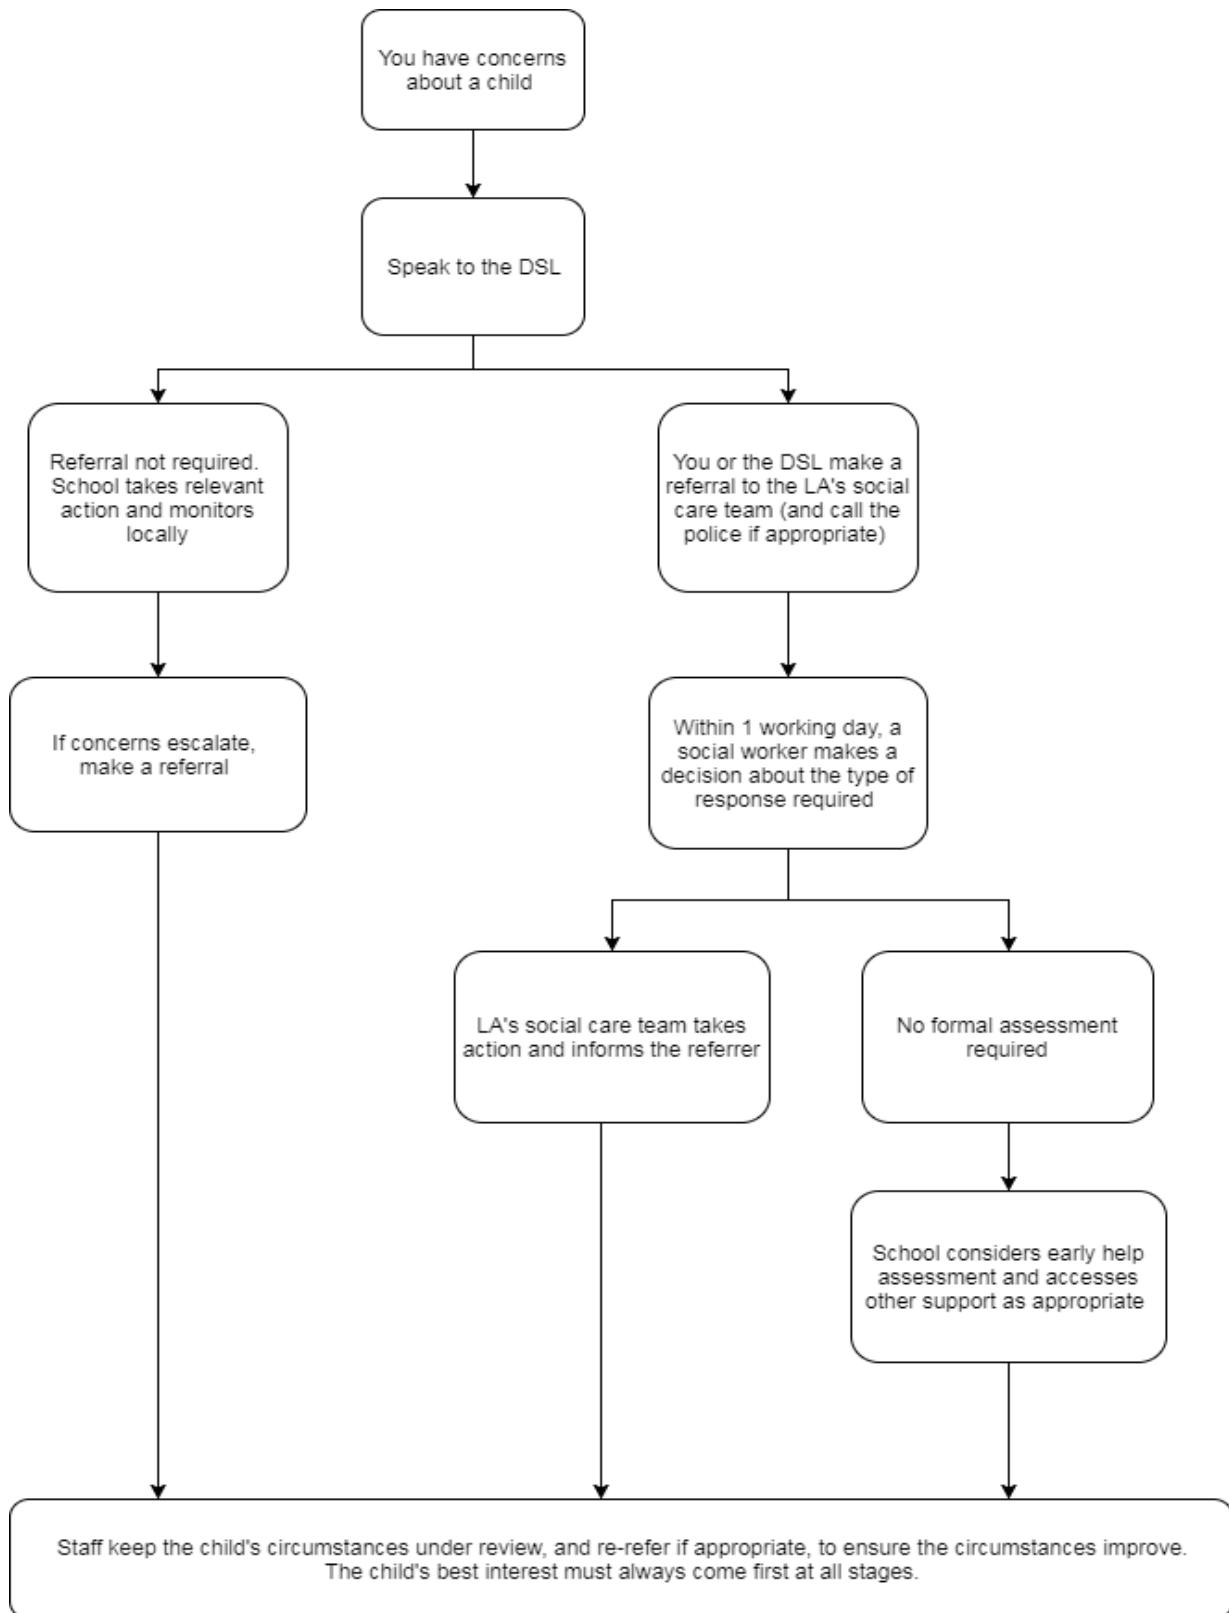 You have concerns
about a child
Speak to the DSL
Referral not required.
School takes relevant
action and monitors
locally
You or the DSL make a
referral to the LA's social
care team (and call the
police if appropriate)
If concerns escalate,
make a referral
Within 1 working day, a
social worker makes a
decision about the type of
response required
LA's social care team takes
action and informs the referrer
No formal assessment
required
School considers early help
assessment and accesses
other support as appropriate
Staff keep the child's circumstances under review, and re-refer if appropriate, to ensure the circumstances improve.
The child's best interest must always come first at all stages.